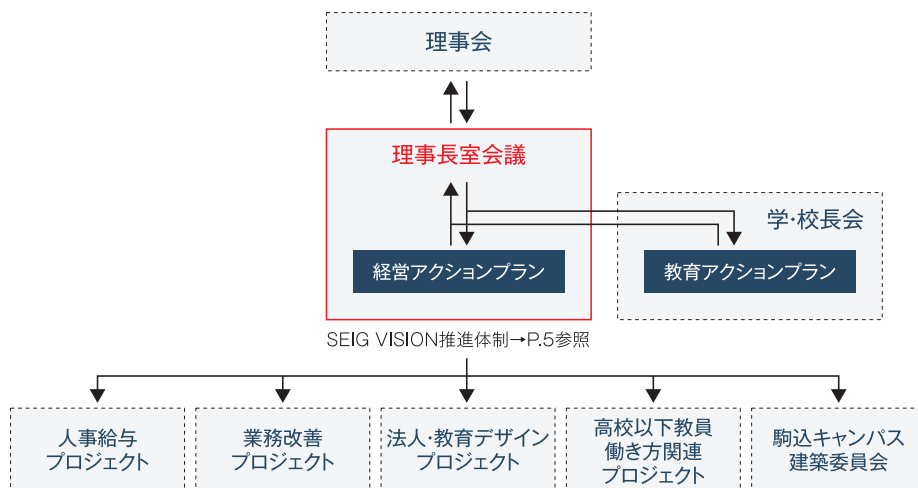 理事会
理事長室会議
学・校長会
経営アクションプラン
教育アクションプラン
SEIG VISION推進体制→P.5参照
人事給与
プロジェクト
業務改善
プロジェクト
法人・教育デザイン
プロジェクト
高校以下教員
働き方関連
プロジェクト
駒込キャンパス
建築委員会